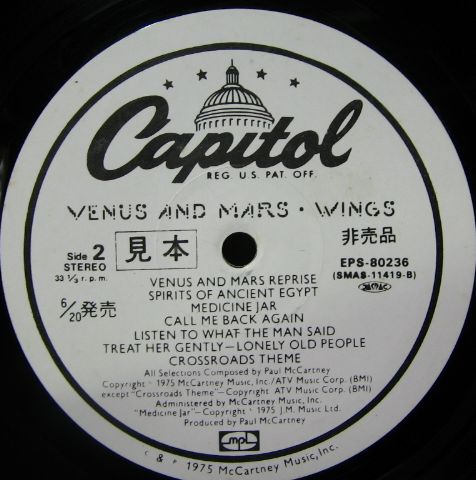 Capitol
REG. U.S. PAT. OFF.
VENUS AND MARS · WINGS
Side 2
STEREO
33 ⅓ r. p. m.
見本
非売品
EPS-80236
(SMAS-11419-B)
6/20発売
VENUS AND MARS REPRISE
SPIRITS OF ANCIENT EGYPT
MEDICINE JAR
CALL ME BACK AGAIN
LISTEN TO WHAT THE MAN SAID
TREAT HER GENTLY—LONELY OLD PEOPLE
CROSSROADS THEME
All Selections Composed by Paul McCartney
Copyright © 1975 McCartney Music, Inc./ATV Music Corp. (BMI)
except "Crossroads Theme"—Copyright ATV Music Corp. (BMI)
Administered by McCartney Music, Inc.
"Medicine Jar"—Copyright © 1975 J.M. Music Ltd.
Produced by Paul McCartney
mpl
© & ℗ 1975 McCartney Music, Inc.